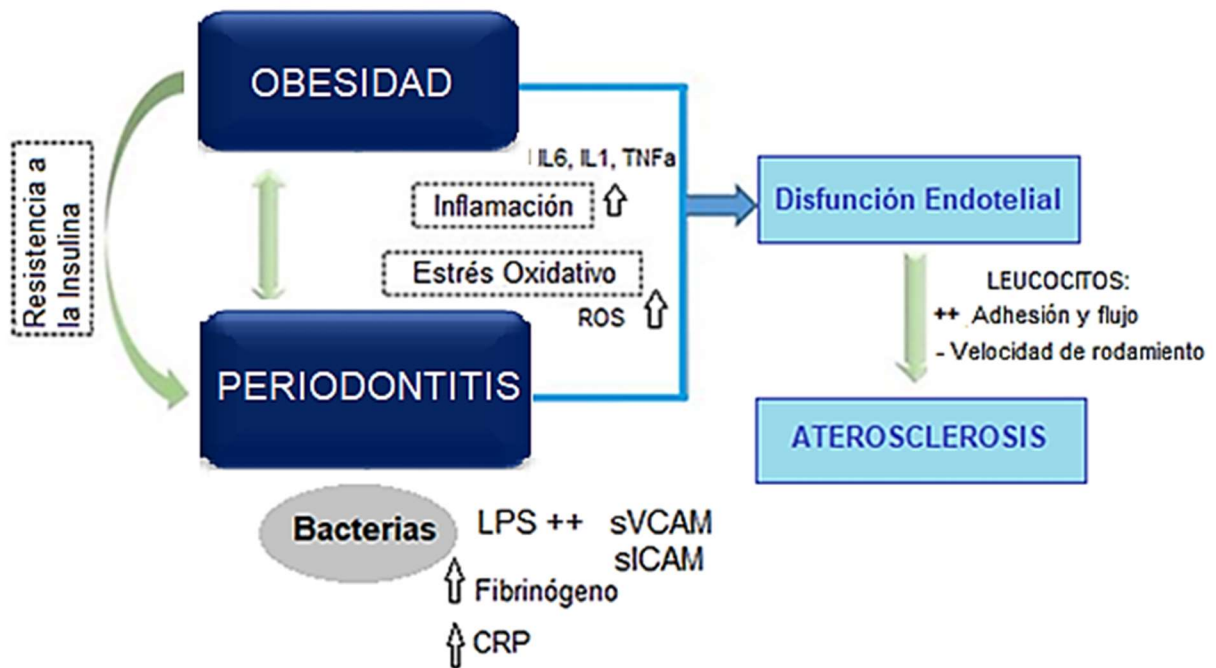 OBESIDAD
Resistencia a
la Insulina
IL6, IL1, TNFa
Inflamación
Estrés Oxidativo
ROS
PERIODONTITIS
Disfunción Endotelial
LEUCOCITOS:
++ Adhesión y flujo
- Velocidad de rodamiento
ATEROSCLEROSIS
Bacterias
LPS ++ sVCAM
sICAM
Fibrinógeno
CRP